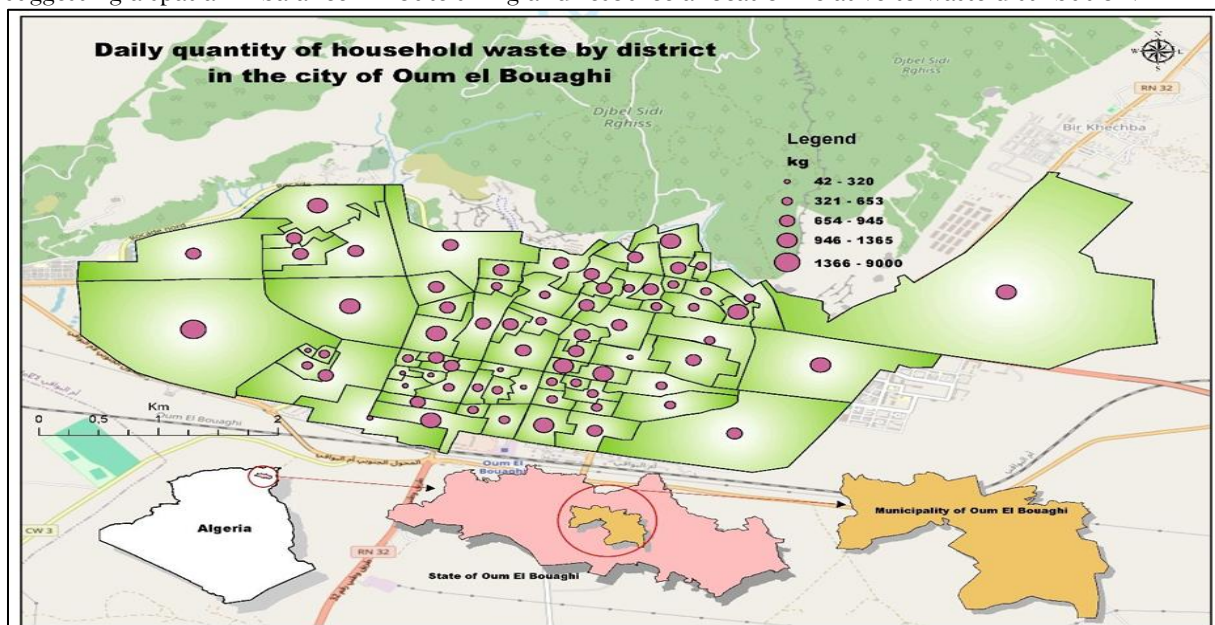 Daily quantity of household waste by district
in the city of Oum el Bouaghi
Djbel Sidi
Rghiss
Djbel Sidi
Rghiss
W
E
S
RN 32
Bir Khechba
Legend
kg
42 - 320
321 - 653
654 - 945
946 - 1365
1366 - 9000
Rocade nord
Km
0 0,5 1 2
Oum El Bouaghi
Oum El
Bouaghi
CW 3
Algeria
RN 32
State of Oum El Bouaghi
Municipality of Oum El Bouaghi